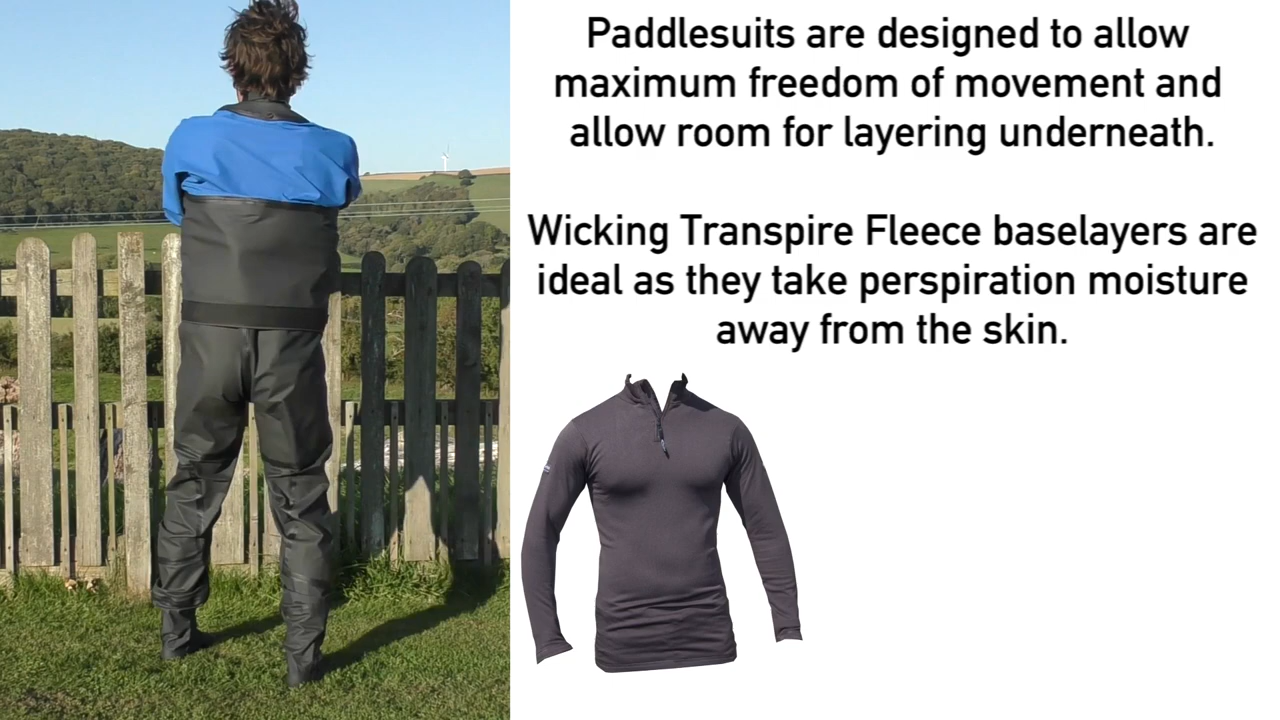 Paddlesuits are designed to allow
maximum freedom of movement and
allow room for layering underneath.
Wicking Transpire Fleece baselayers are
ideal as they take perspiration moisture
away from the skin.